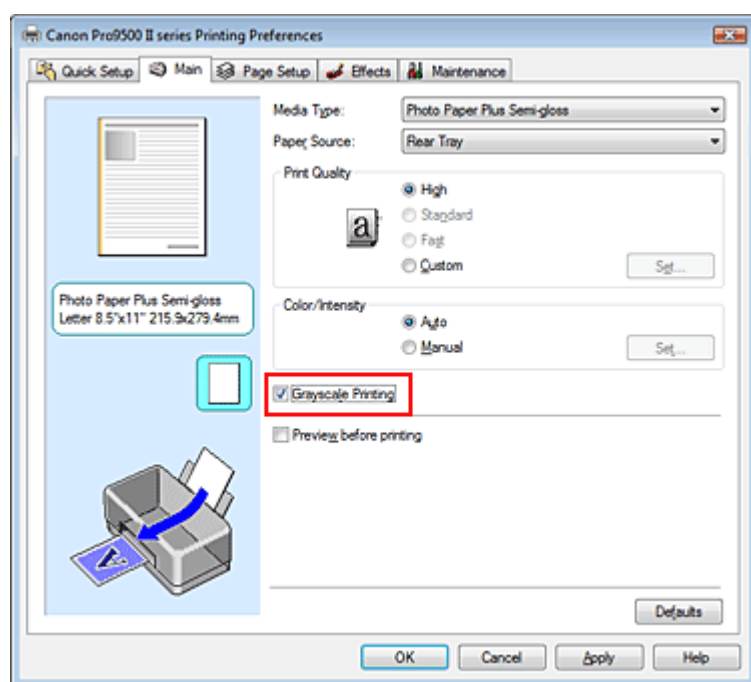 Canon Pro9500 II series Printing Preferences
Quick Setup Main Page Setup Effects Maintenance
Media Type: Photo Paper Plus Semi-gloss
Paper Source: Rear Tray
Print Quality
High
a
Standard
Fast
Custom Set...
Photo Paper Plus Semi-gloss
Letter 8.5"x11" 215.9x279.4mm
Color/Intensity
Auto
Manual Set...
Grayscale Printing
Preview before printing
A
Defaults
OK Cancel Apply Help